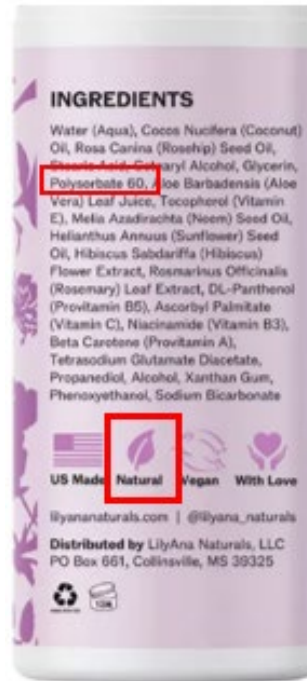 INGREDIENTS
Water (Aqua), Cocos Nucifera (Coconut)
Oil, Rosa Canina (Rosehip) Seed Oil,
Stearic Acid, Cetearyl Alcohol, Glycerin,
Polysorbate 60, Aloe Barbadensis (Aloe
Vera) Leaf Juice, Tocopherol (Vitamin
E), Melia Azadirachta (Neem) Seed Oil,
Helianthus Annuus (Sunflower) Seed
Oil, Hibiscus Sabdariffa (Hibiscus)
Flower Extract, Rosmarinus Officinalis
(Rosemary) Leaf Extract, DL-Panthenol
(Provitamin B5), Ascorbyl Palmitate
(Vitamin C), Niacinamide (Vitamin B3),
Beta Carotene (Provitamin A),
Tetrasodium Glutamate Diacetate,
Propanediol, Alcohol, Xanthan Gum,
Phenoxyethanol, Sodium Bicarbonate
US Made Natural Vegan With Love
lilyananaturals.com | @lilyana_naturals
Distributed by LilyAna Naturals, LLC
PO Box 661, Collinsville, MS 39325